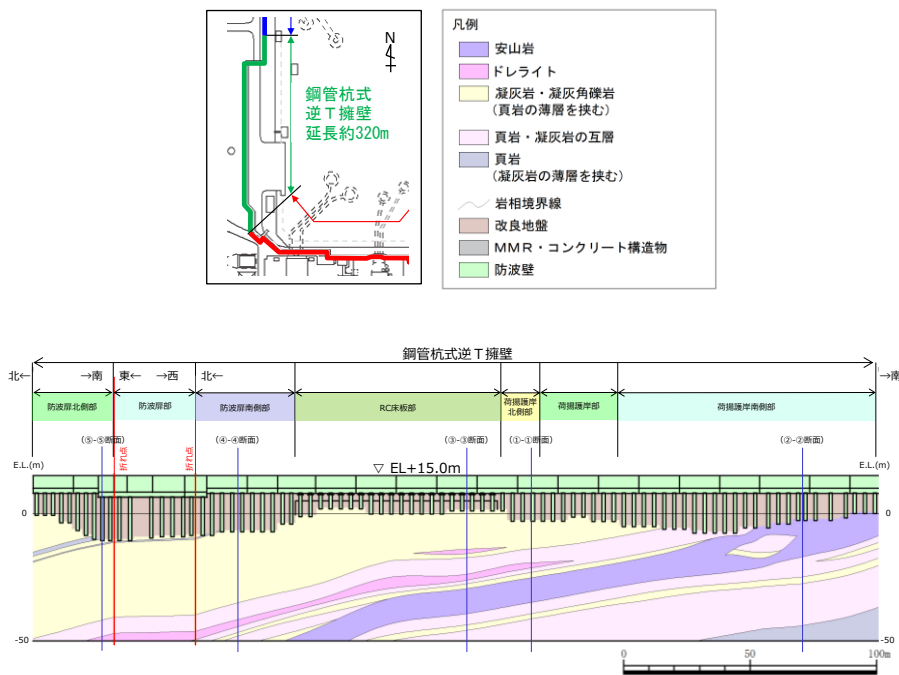 N
鋼管杭式
逆T擁壁
延長約320m
凡例
安山岩
ドレライト
凝灰岩・凝灰角礫岩
(頁岩の薄層を挟む)
頁岩・凝灰岩の互層
頁岩
(凝灰岩の薄層を挟む)
岩相境界線
改良地盤
MMR・コンクリート構造物
防波壁
鋼管杭式逆T擁壁
北← →南 東← →西 北← →南
防波扉北側部 防波扉部 防波扉南側部 RC床板部 荷揚護岸北側部 荷揚護岸部 荷揚護岸南側部
(⑤-⑤断面) (④-④断面) (③-③断面) (①-①断面) (②-②断面)
折れ点 折れ点
E.L.(m) ▽ EL+15.0m E.L.(m)
0 0
-50 -50
0 50 100m